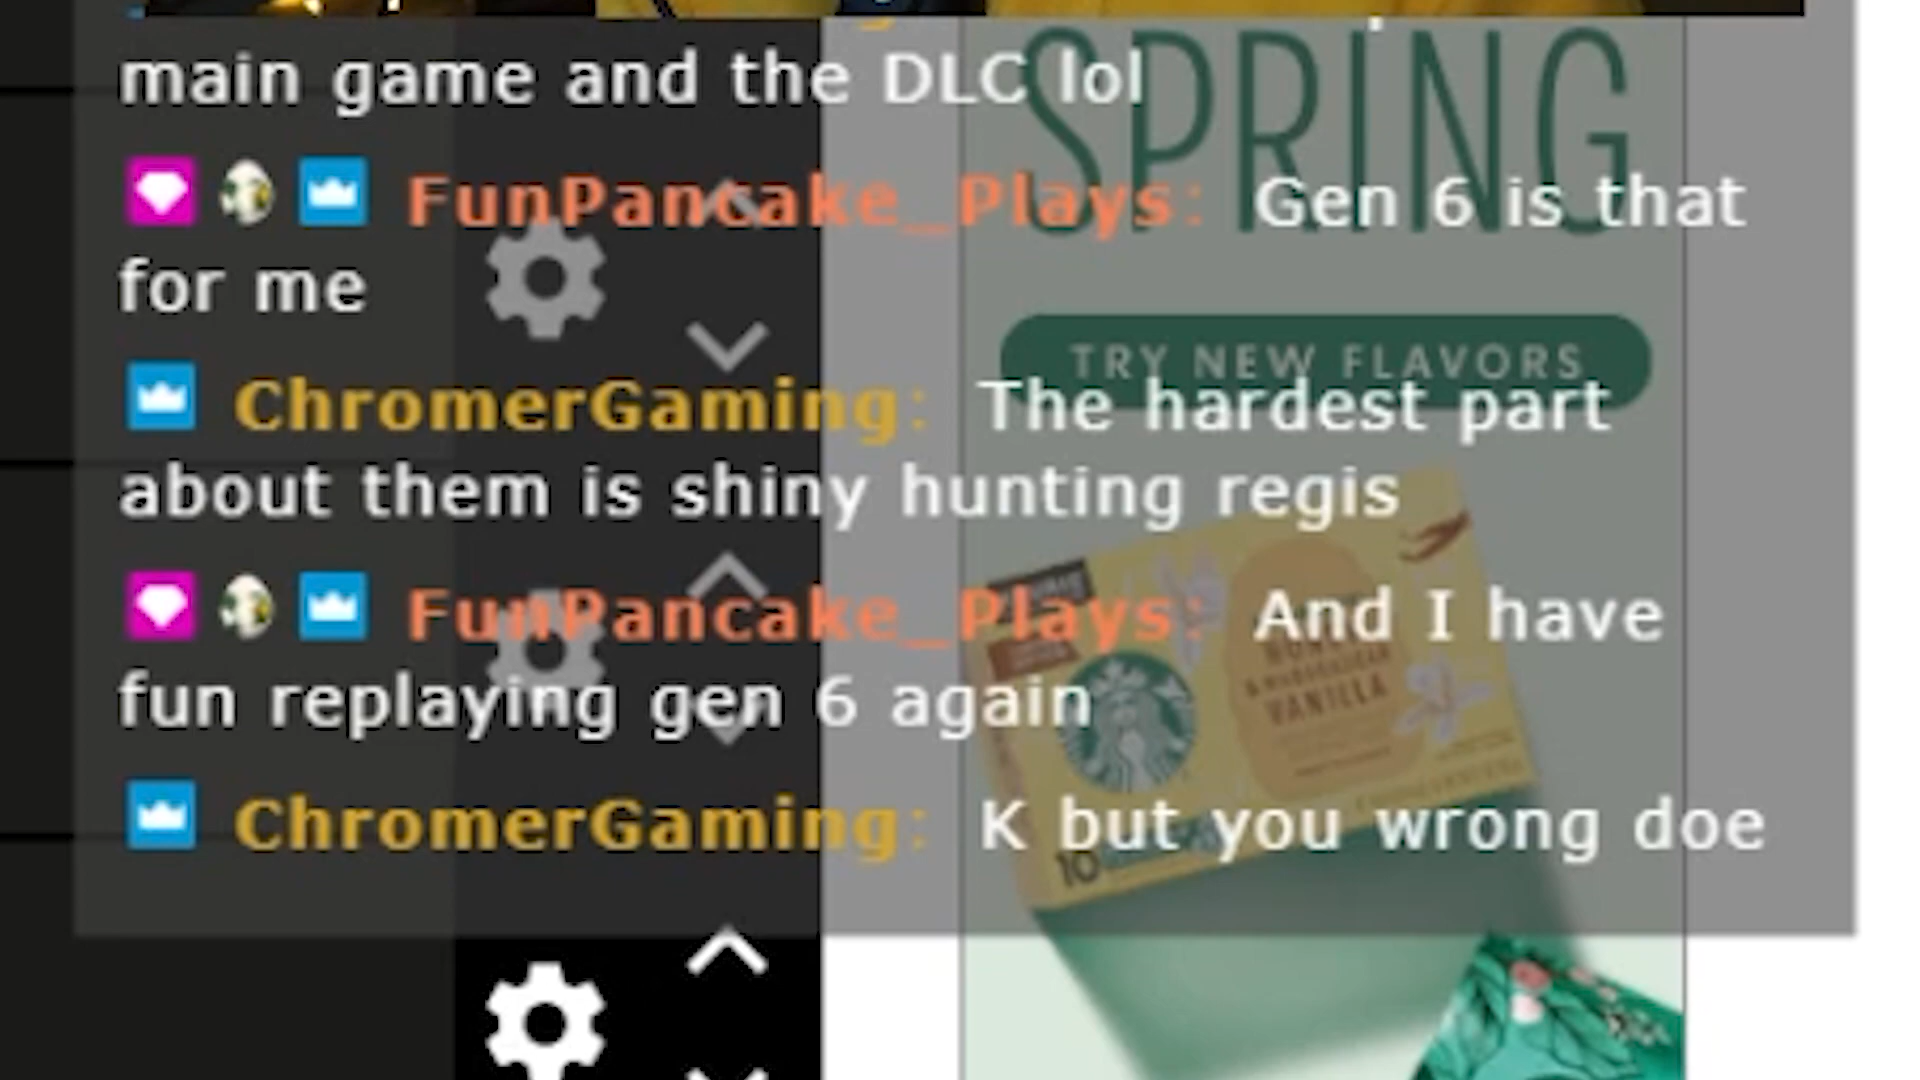 main game and the DLC lol
SPRING
FunPancake_Plays: Gen 6 is that
for me
TRY NEW FLAVORS
ChromerGaming: The hardest part
about them is shiny hunting regis
FunPancake_Plays: And I have
fun replaying gen 6 again
& MADAGASCAR
VANILLA
ChromerGaming: K but you wrong doe
10